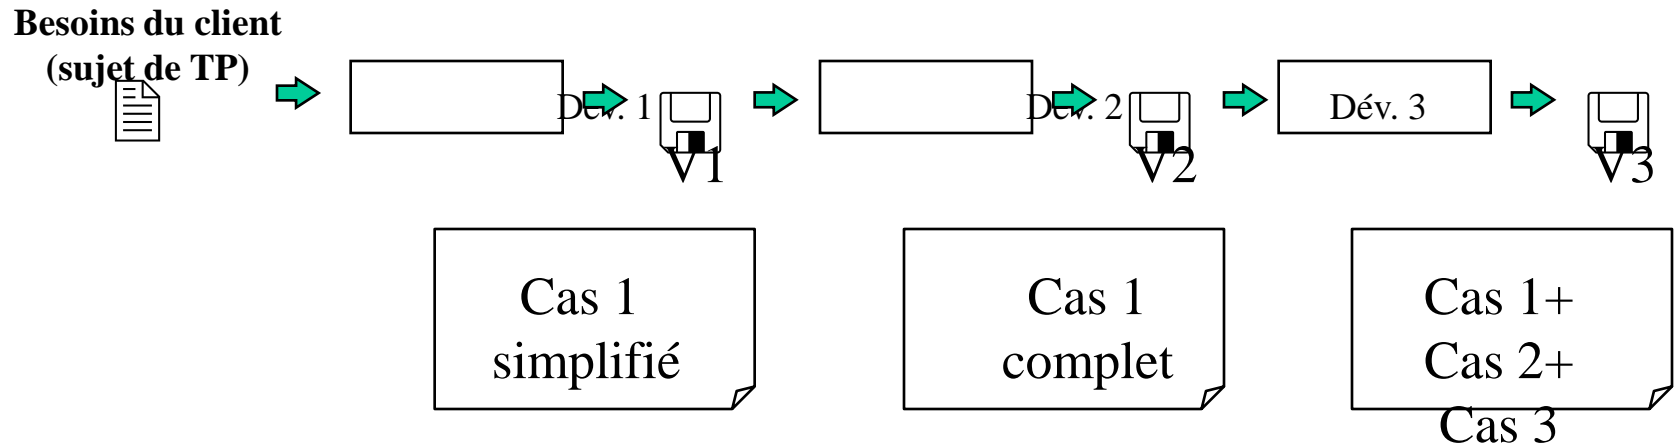 Besoins du client
(sujet de TP)
Dév. 1
V1
Dév. 2
V2
Dév. 3
V3
Cas 1
simplifié
Cas 1
complet
Cas 1+
Cas 2+
Cas 3